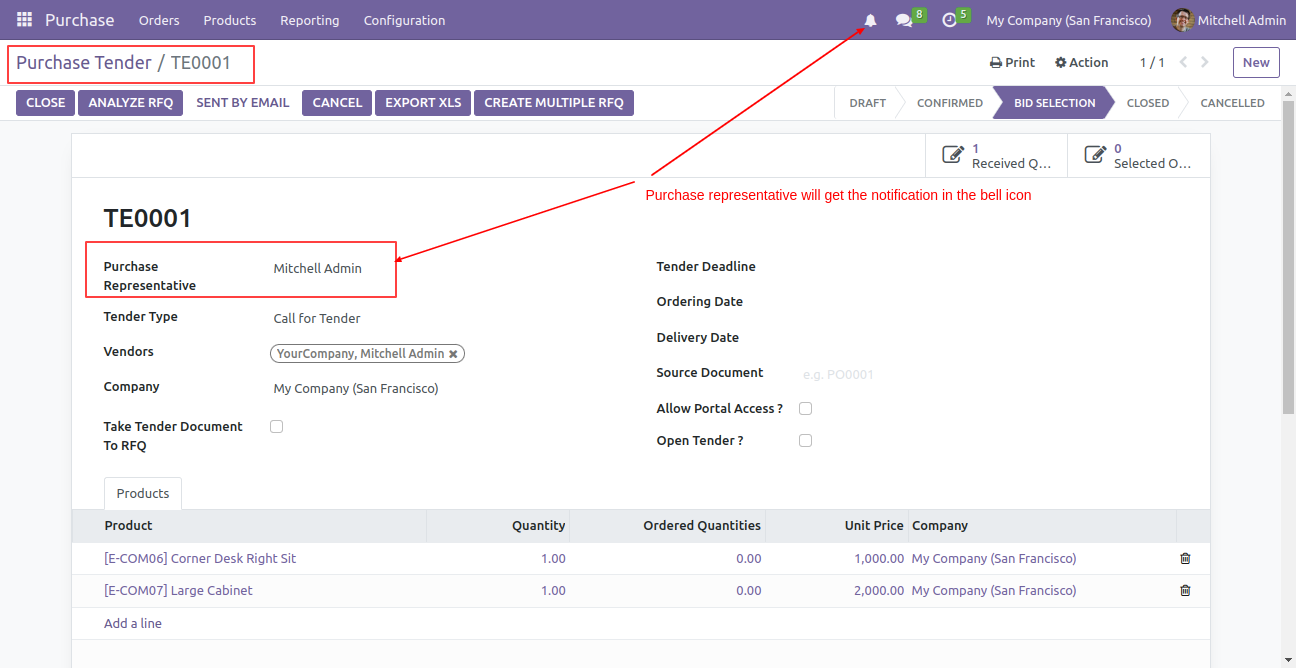 Purchase Orders Products Reporting Configuration 8 5 My Company (San Francisco) Mitchell Admin
Purchase Tender / TE0001 Print Action 1 / 1 New
CLOSE ANALYZE RFQ SENT BY EMAIL CANCEL EXPORT XLS CREATE MULTIPLE RFQ DRAFT CONFIRMED BID SELECTION CLOSED CANCELLED
1 Received Q...
0 Selected O...
Purchase representative will get the notification in the bell icon
TE0001
Purchase Representative Mitchell Admin
Tender Type Call for Tender
Vendors YourCompany, Mitchell Admin
Company My Company (San Francisco)
Take Tender Document To RFQ
Tender Deadline
Ordering Date
Delivery Date
Source Document e.g. PO0001
Allow Portal Access ?
Open Tender ?
Products
Product Quantity Ordered Quantities Unit Price Company
[E-COM06] Corner Desk Right Sit 1.00 0.00 1,000.00 My Company (San Francisco)
[E-COM07] Large Cabinet 1.00 0.00 2,000.00 My Company (San Francisco)
Add a line